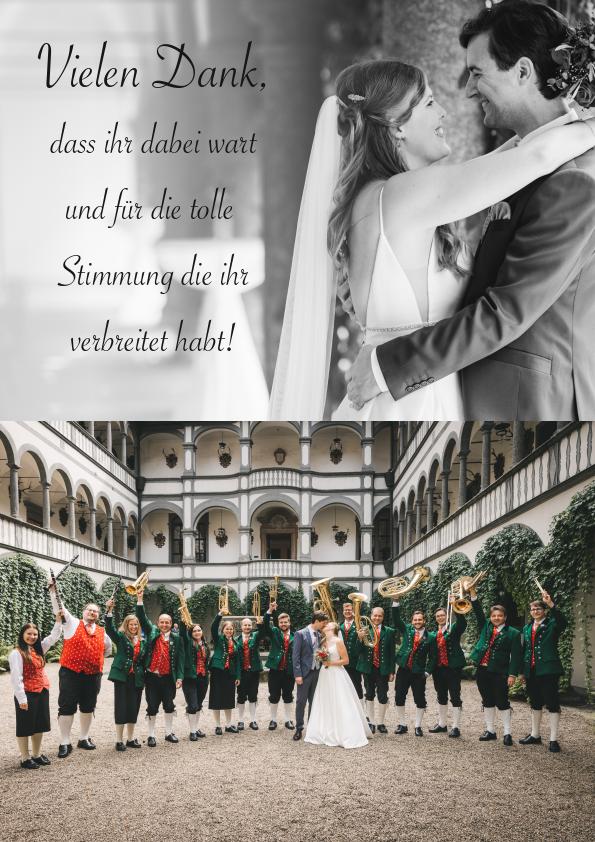 Vielen Dank,
dass ihr dabei wart
und für die tolle
Stimmung die ihr
verbreitet habt!